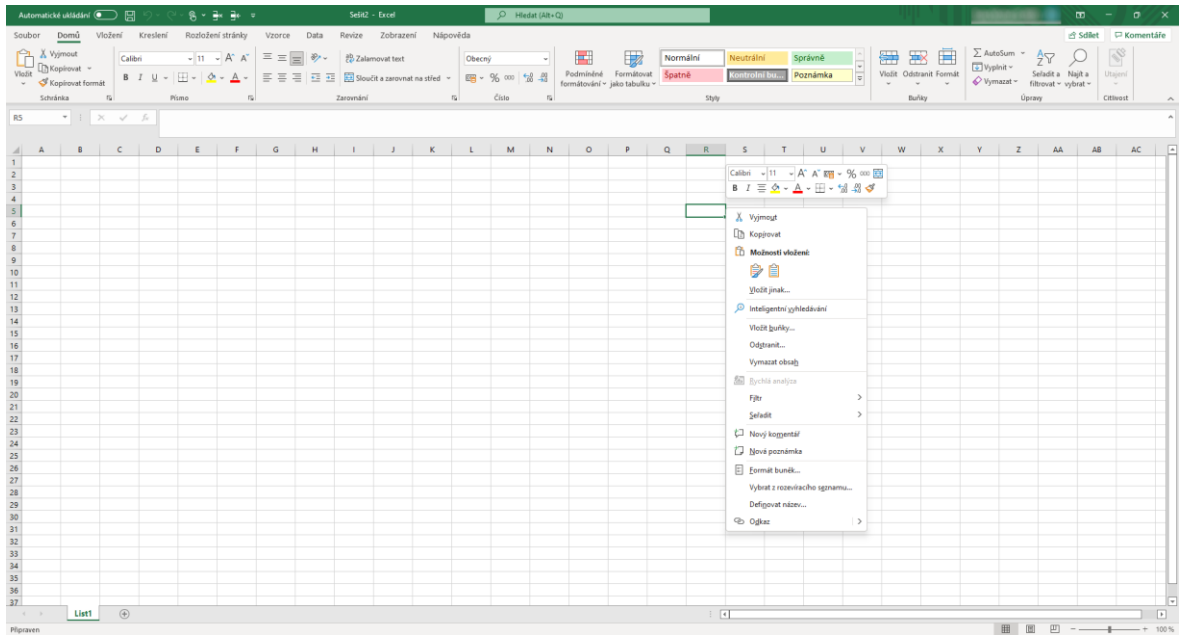 Automatické ukládání Sešit2 - Excel Hledat (Alt+Q)
Soubor Domů Vložení Kreslení Rozložení stránky Vzorce Data Revize Zobrazení Nápověda Sdílet Komentáře
Vložit Vyjmout
Kopírovat
Kopírovat formát
Schránka
Calibri 11 A^ A˅
B I U A
Písmo
Zalamovat text
Sloučit a zarovnat na střed
Zarovnání
Obecný
% 000
Číslo
Podmíněné formátování
Formátovat jako tabulku
Normální Neutrální Správně
Špatně Kontrolní bu... Poznámka
Styly
Vložit Odstranit Formát
Buňky
AutoSum
Vyplnit
Vymazat
Seřadit a filtrovat
Najít a vybrat
Úpravy
Utajení
Citlivost
R5 fx
A B C D E F G H I J K L M N O P Q R S T U V W X Y Z AA AB AC
1
2
3
4
5
6
7
8
9
10
11
12
13
14
15
16
17
18
19
20
21
22
23
24
25
26
27
28
29
30
31
32
33
34
35
36
37
Calibri 11 A^ A˅ % 000
B I A
Vyjmout
Kopírovat
Možnosti vložení:
Vložit jinak...
Inteligentní vyhledávání
Vložit buňky...
Odstranit...
Vymazat obsah
Rychlá analýza
Filtr
Seřadit
Nový komentář
Nová poznámka
Formát buněk...
Vybrat z rozevíracího seznamu...
Definovat název...
Odkaz
List1
Připraven 100 %